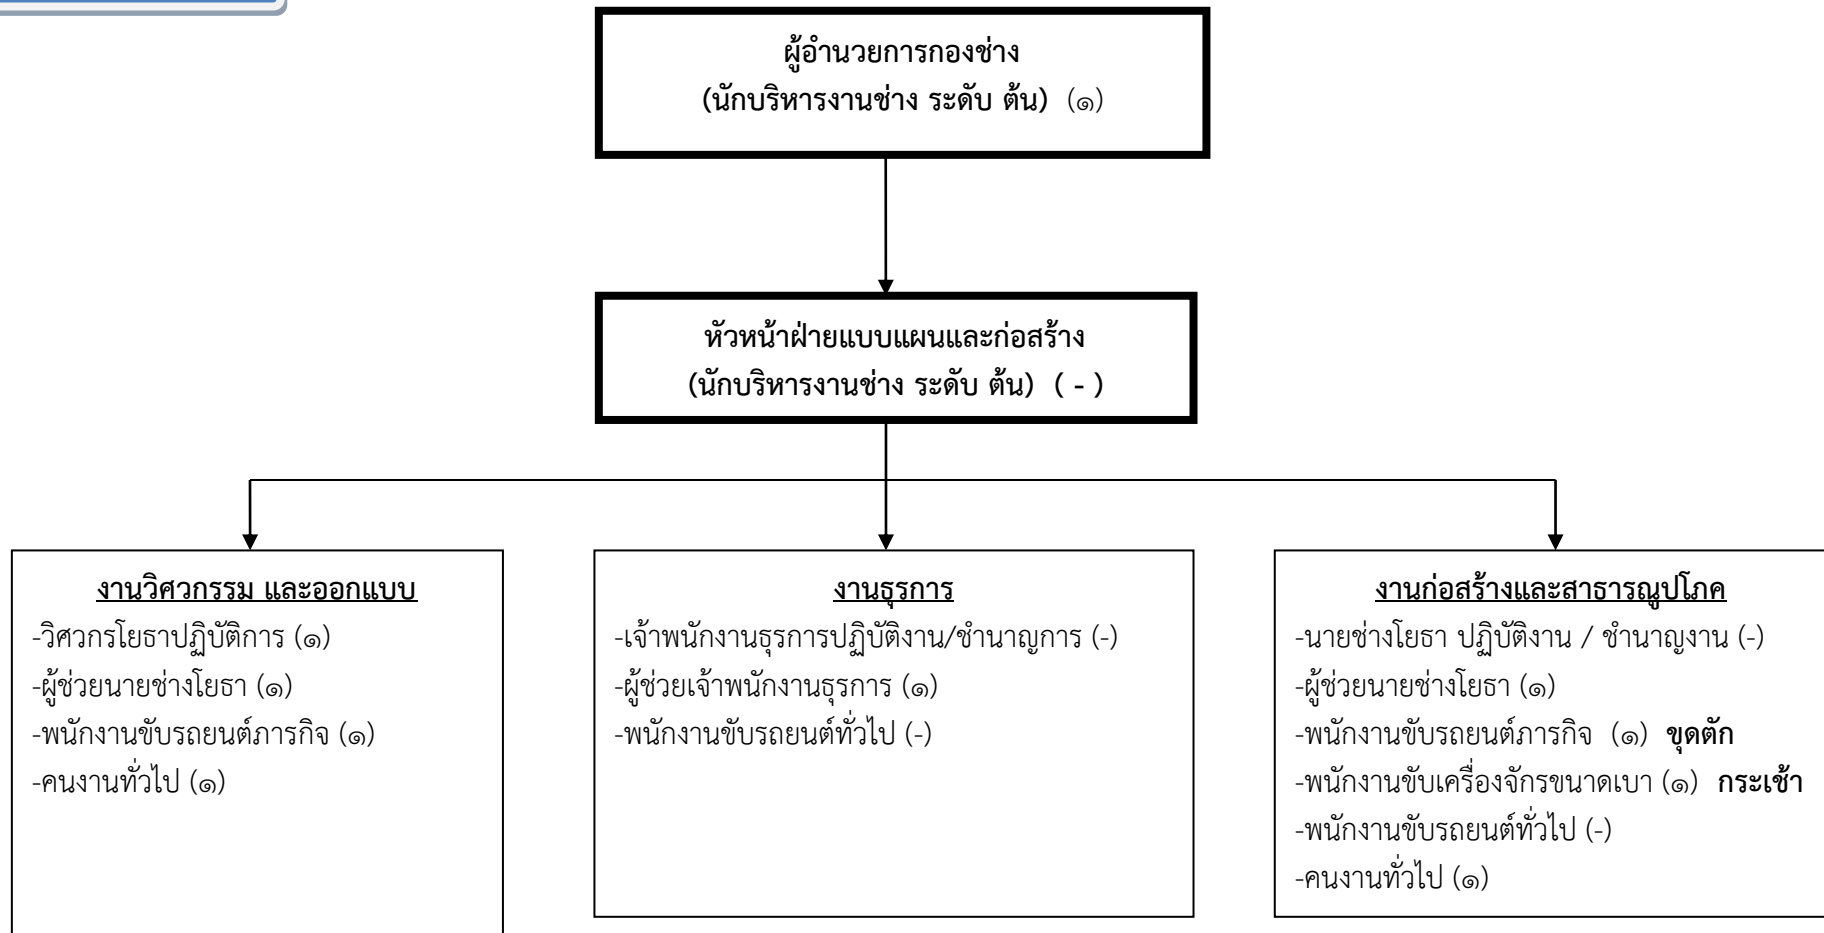 ผู้อำนวยการกองช่าง
(นักบริหารงานช่าง ระดับ ต้น) (๑)
หัวหน้าฝ่ายแบบแผนและก่อสร้าง
(นักบริหารงานช่าง ระดับ ต้น) ( - )
งานวิศวกรรม และออกแบบ
-วิศวกรโยธาปฏิบัติการ (๑)
-ผู้ช่วยนายช่างโยธา (๑)
-พนักงานขับรถยนต์ภารกิจ (๑)
-คนงานทั่วไป (๑)
งานธุรการ
-เจ้าพนักงานธุรการปฏิบัติงาน/ชำนาญการ (-)
-ผู้ช่วยเจ้าพนักงานธุรการ (๑)
-พนักงานขับรถยนต์ทั่วไป (-)
งานก่อสร้างและสาธารณูปโภค
-นายช่างโยธา ปฏิบัติงาน / ชำนาญงาน (-)
-ผู้ช่วยนายช่างโยธา (๑)
-พนักงานขับรถยนต์ภารกิจ (๑) ขุดตัก
-พนักงานขับเครื่องจักรขนาดเบา (๑) กระเช้า
-พนักงานขับรถยนต์ทั่วไป (-)
-คนงานทั่วไป (๑)